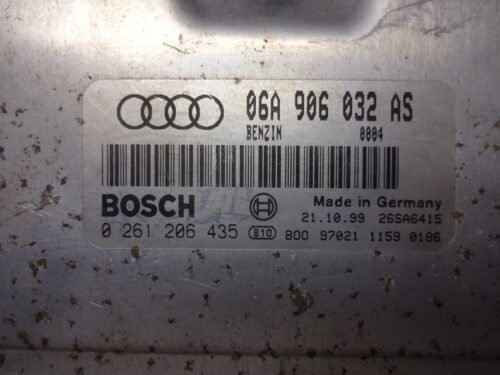 06A 906 032 AS
BENZIN 0004
BOSCH Made in Germany
21.10.99 26SA6415
0 261 206 435 810 B00 97021 1159 0186